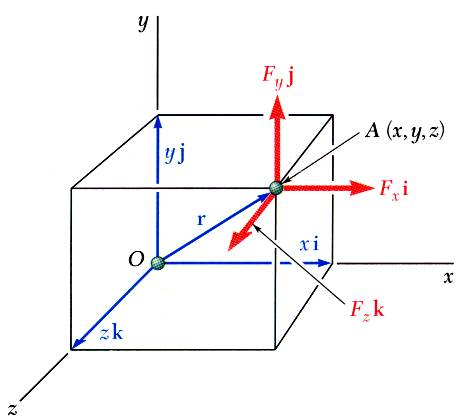 y
F_y j
A (x, y, z)
y j
F_x i
r
x i
O
x
z k
F_z k
z